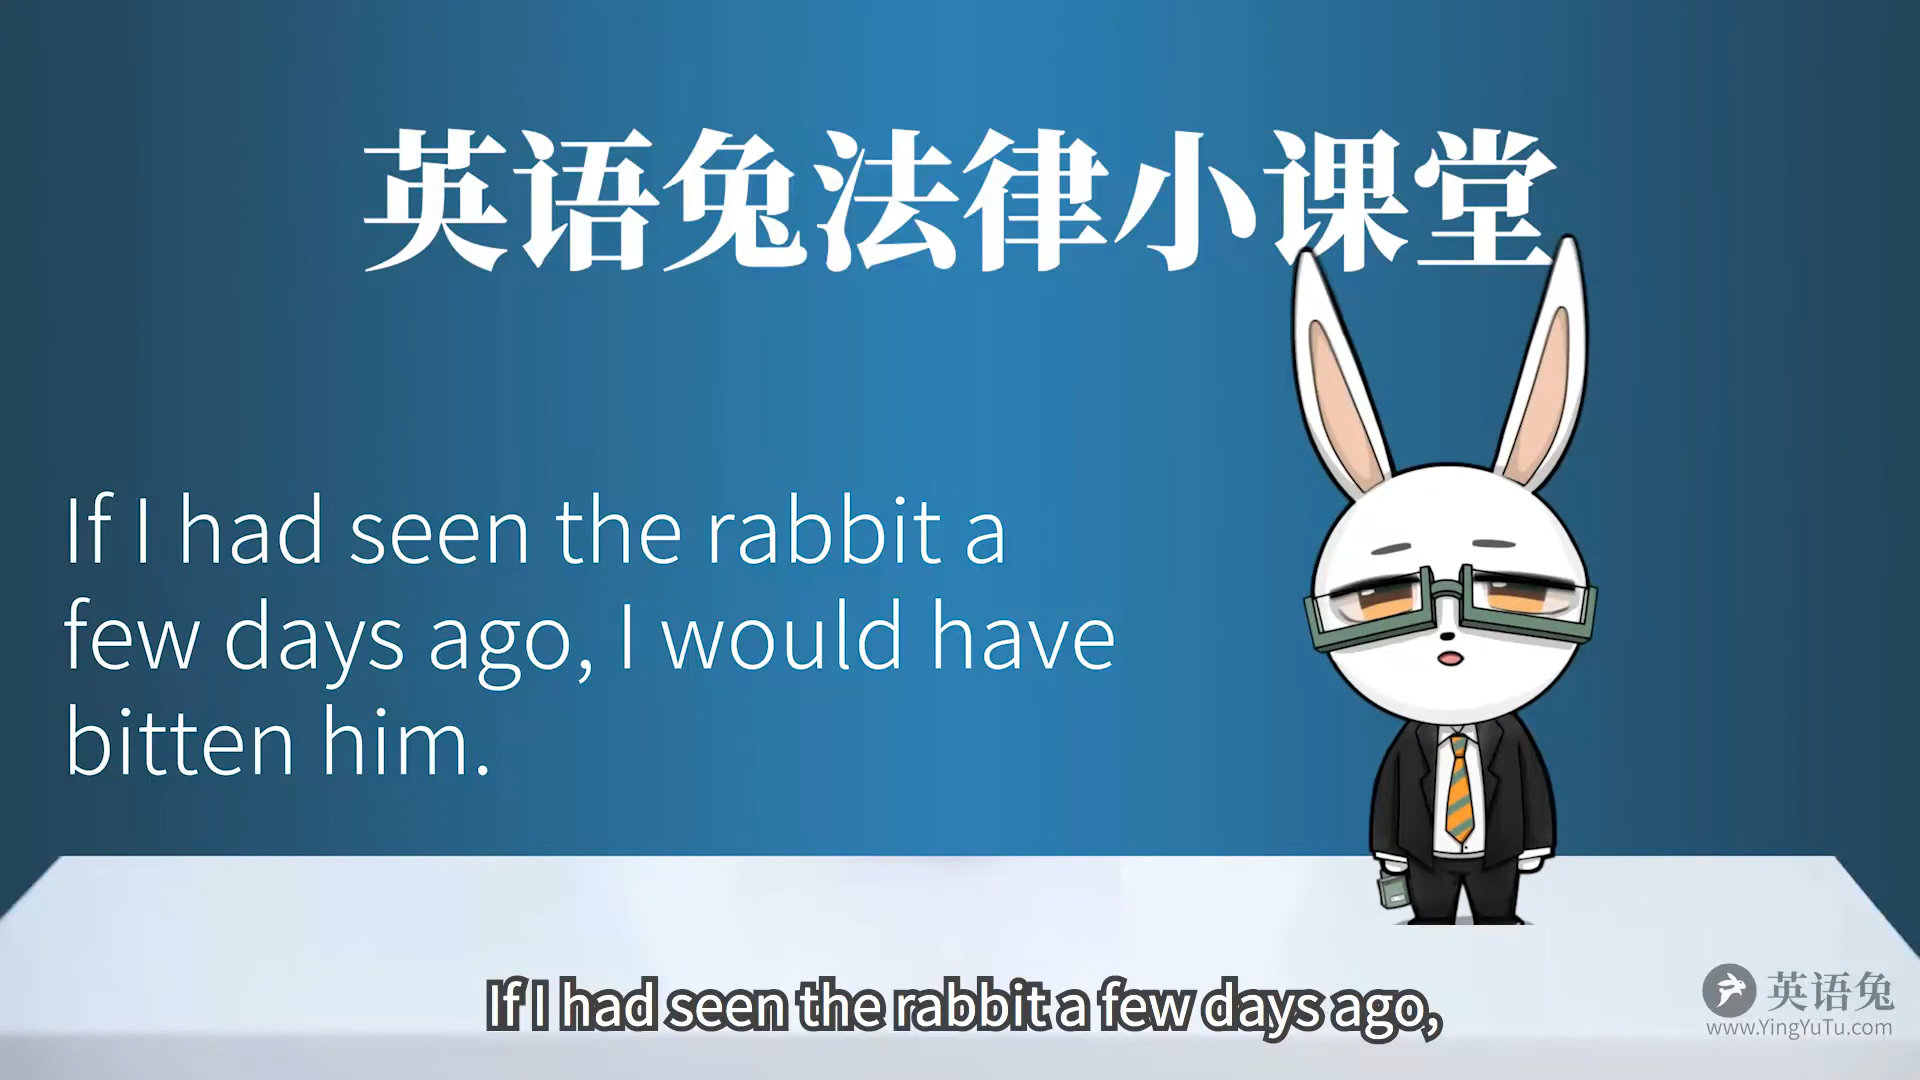 英语兔法律小课堂
If I had seen the rabbit a
few days ago, I would have
bitten him.
If I had seen the rabbit a few days ago,
英语兔
www.YingYuTu.com